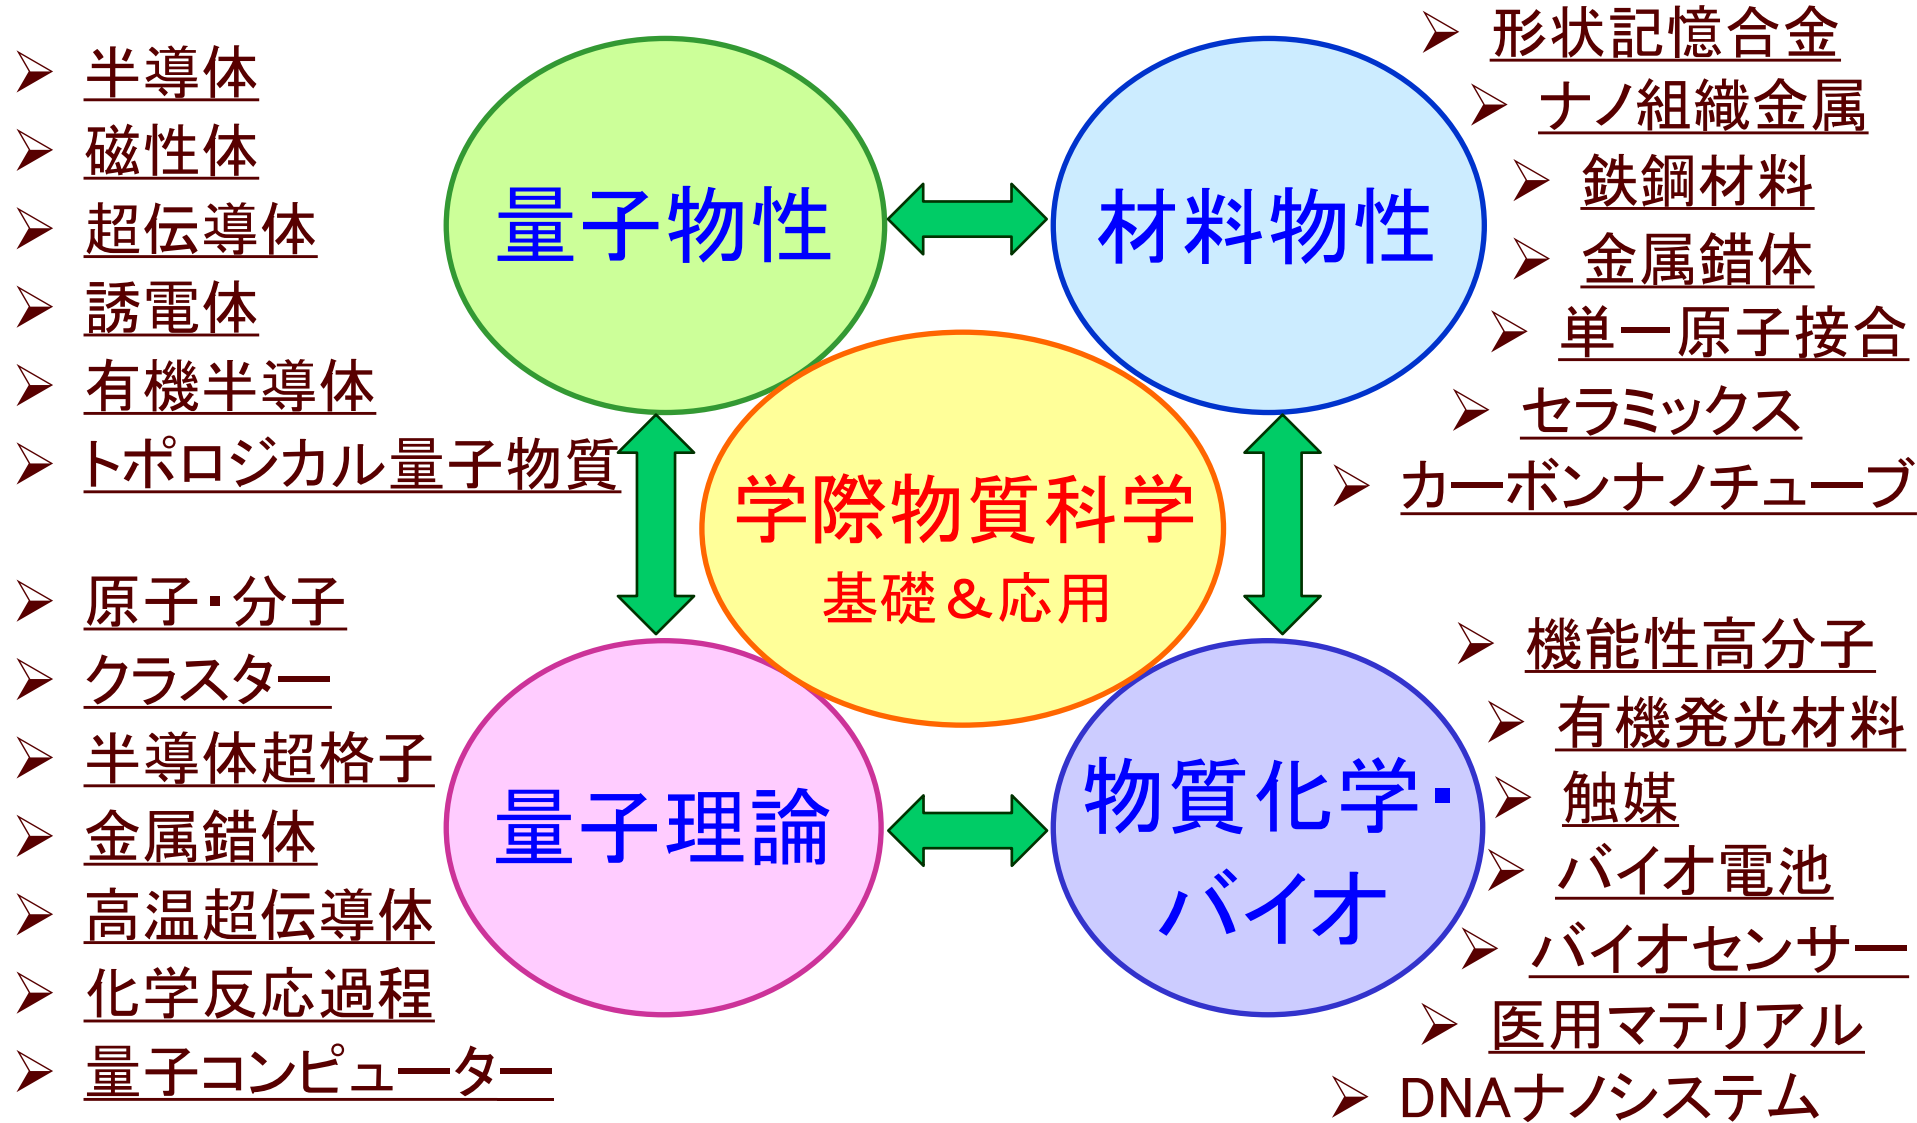 半導体
磁性体
超伝導体
誘電体
有機半導体
トポロジカル量子物質
量子物性
材料物性
形状記憶合金
ナノ組織金属
鉄鋼材料
金属錯体
単一原子接合
セラミックス
カーボンナノチューブ
学際物質科学
基礎＆応用
原子・分子
クラスター
半導体超格子
金属錯体
高温超伝導体
化学反応過程
量子コンピューター
量子理論
物質化学・
バイオ
機能性高分子
有機発光材料
触媒
バイオ電池
バイオセンサー
医用マテリアル
DNAナノシステム